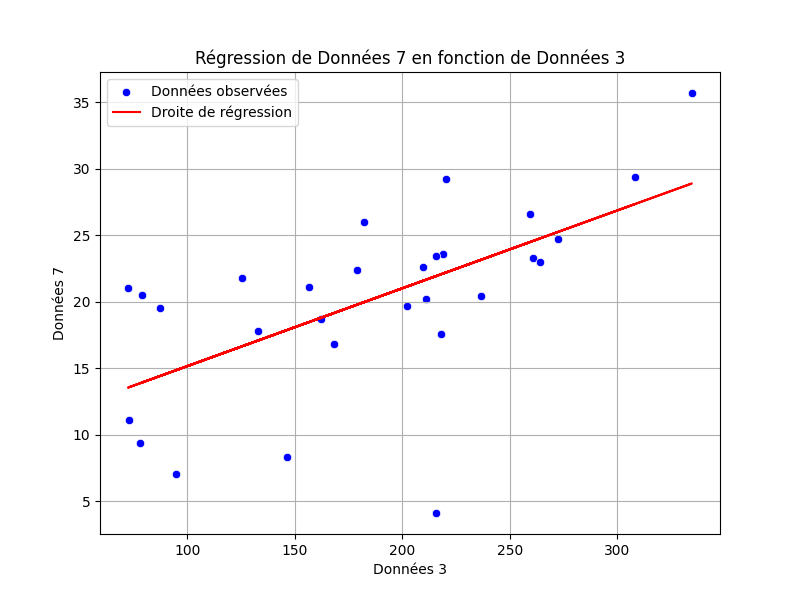 Régression de Données 7 en fonction de Données 3
Données observées
Droite de régression
35
30
25
20
15
10
5
Données 7
100 150 200 250 300
Données 3